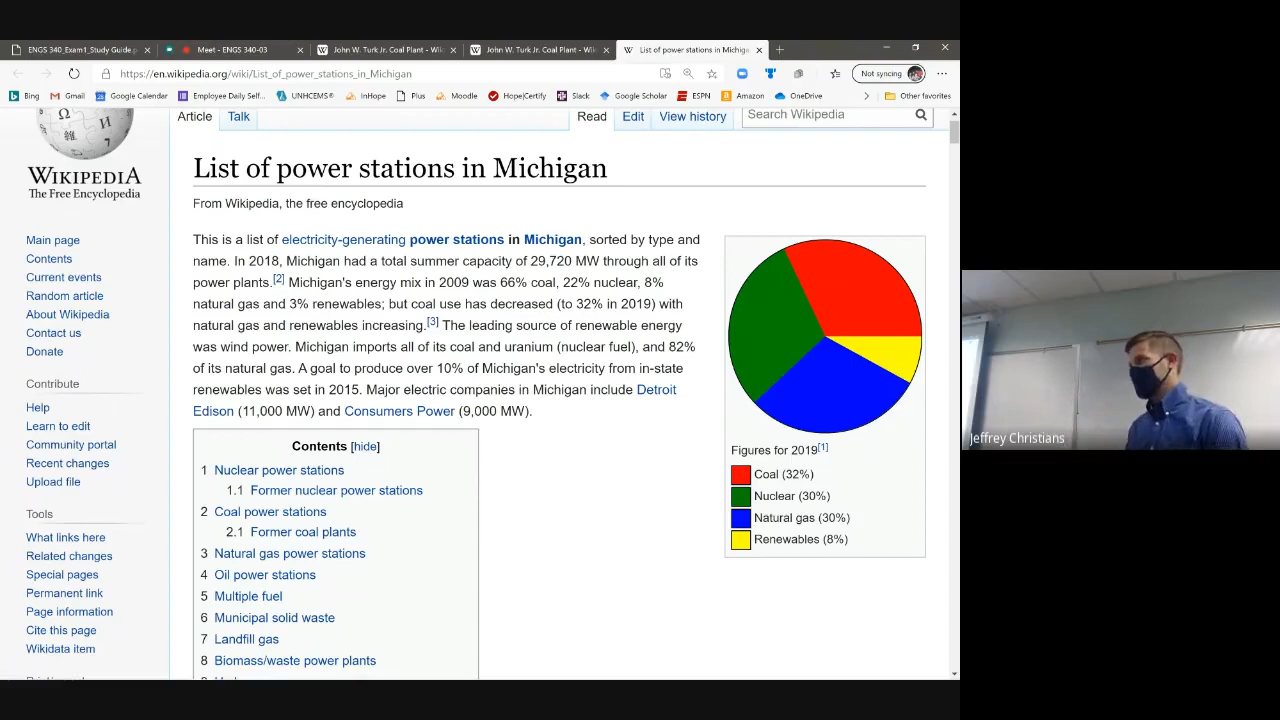 ENGS 340_Exam1_Study Guide.p
Meet - ENGS 340-03
John W. Turk Jr. Coal Plant - Wiki
John W. Turk Jr. Coal Plant - Wiki
List of power stations in Michiga
https://en.wikipedia.org/wiki/List_of_power_stations_in_Michigan
Not syncing
Bing
Gmail
Google Calendar
Employee Daily Self...
UNHCEMS®
InHope
Plus
Moodle
Hope|Certify
Slack
Google Scholar
ESPN
Amazon
OneDrive
Other favorites
WIKIPEDIA
The Free Encyclopedia
Main page
Contents
Current events
Random article
About Wikipedia
Contact us
Donate
Contribute
Help
Learn to edit
Community portal
Recent changes
Upload file
Tools
What links here
Related changes
Special pages
Permanent link
Page information
Cite this page
Wikidata item
Article
Talk
Read
Edit
View history
Search Wikipedia
List of power stations in Michigan
From Wikipedia, the free encyclopedia
This is a list of electricity-generating power stations in Michigan, sorted by type and
name. In 2018, Michigan had a total summer capacity of 29,720 MW through all of its
power plants.[2] Michigan's energy mix in 2009 was 66% coal, 22% nuclear, 8%
natural gas and 3% renewables; but coal use has decreased (to 32% in 2019) with
natural gas and renewables increasing.[3] The leading source of renewable energy
was wind power. Michigan imports all of its coal and uranium (nuclear fuel), and 82%
of its natural gas. A goal to produce over 10% of Michigan's electricity from in-state
renewables was set in 2015. Major electric companies in Michigan include Detroit
Edison (11,000 MW) and Consumers Power (9,000 MW).
Contents [hide]
1 Nuclear power stations
1.1 Former nuclear power stations
2 Coal power stations
2.1 Former coal plants
3 Natural gas power stations
4 Oil power stations
5 Multiple fuel
6 Municipal solid waste
7 Landfill gas
8 Biomass/waste power plants
Figures for 2019[1]
Coal (32%)
Nuclear (30%)
Natural gas (30%)
Renewables (8%)
Jeffrey Christians